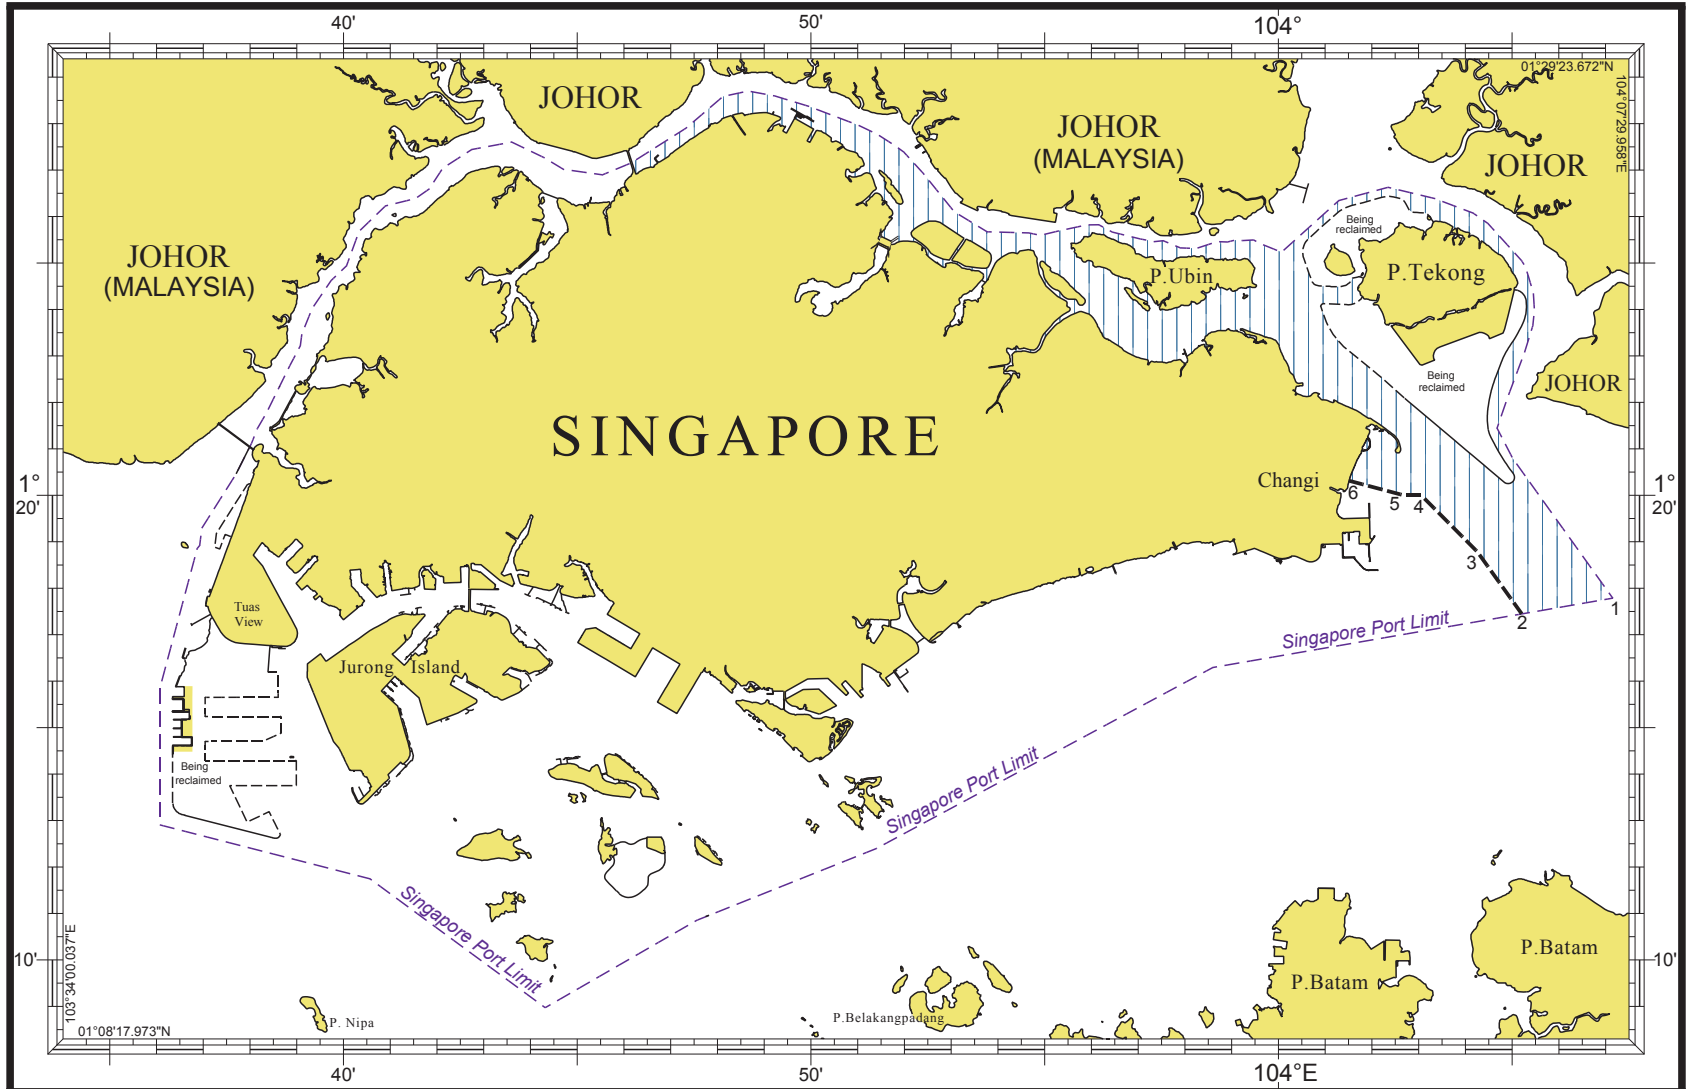 40'
50'
104°
01°29'23.672"N
104°07'29.958"E
JOHOR
JOHOR
(MALAYSIA)
JOHOR
Being
reclaimed
JOHOR
(MALAYSIA)
P.Ubin
P.Tekong
Being
reclaimed
JOHOR
SINGAPORE
Changi
1°
20'
1°
20'
6
5
4
3
2
1
Tuas
View
Singapore Port Limit
Jurong Island
Being
reclaimed
Singapore Port Limit
Singapore Port Limit
10'
10'
P.Batam
P.Batam
103°34'00.037"E
01°08'17.973"N
P. Nipa
P.Belakangpadang
40'
50'
104°E